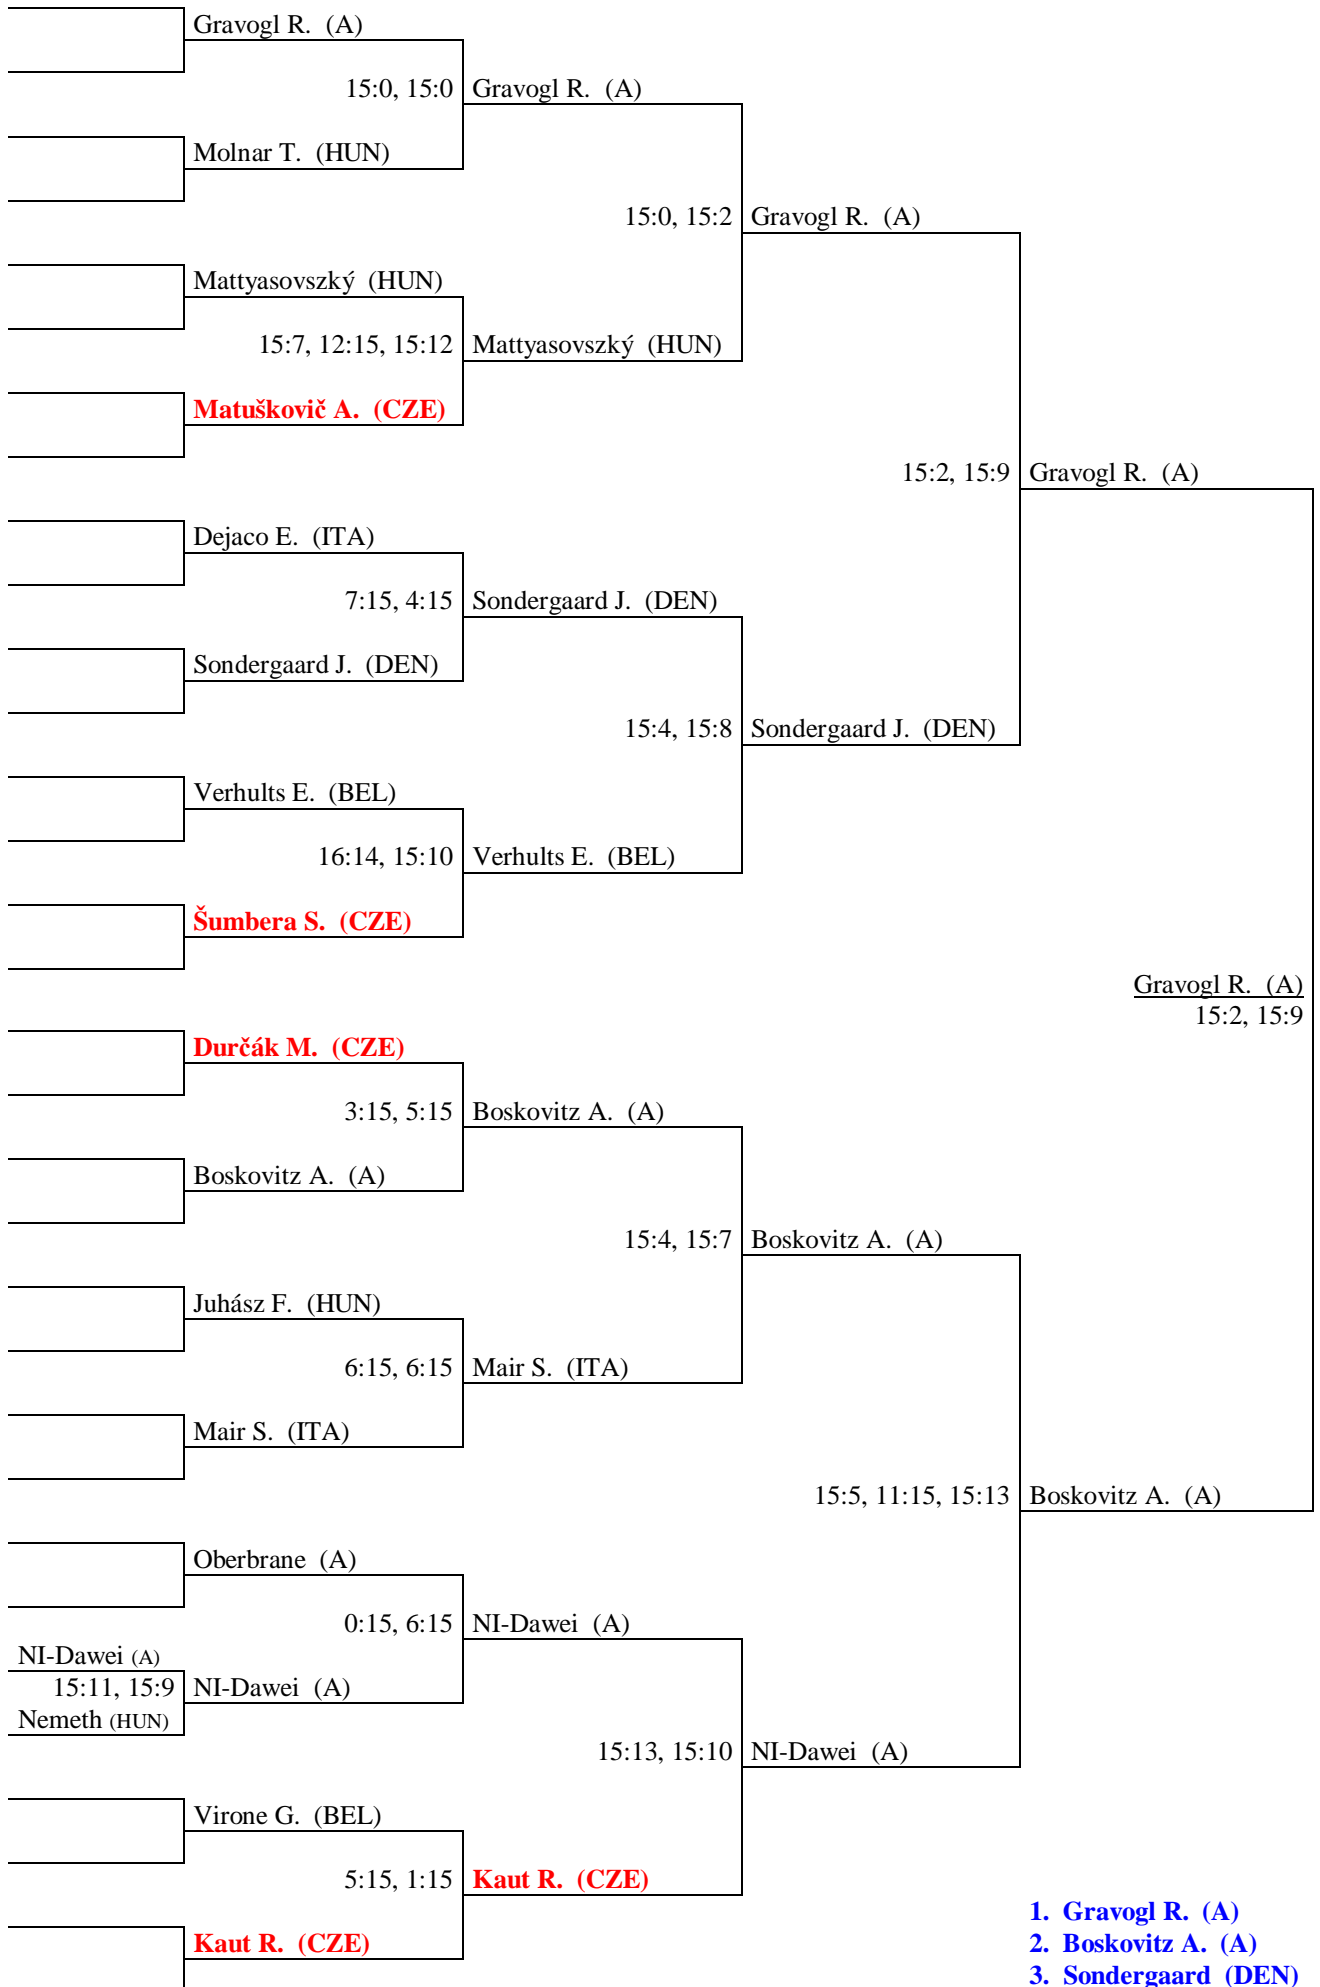 Gravogl R.  (A)
15:0, 15:0
Gravogl R.  (A)
Molnar T.  (HUN)
15:0, 15:2
Gravogl R.  (A)
Mattyasovszký  (HUN)
15:7, 12:15, 15:12
Mattyasovszký  (HUN)
Matuškovič A.  (CZE)
15:2, 15:9
Gravogl R.  (A)
Dejaco E.  (ITA)
7:15, 4:15
Sondergaard J.  (DEN)
Sondergaard J.  (DEN)
15:4, 15:8
Sondergaard J.  (DEN)
Verhults E.  (BEL)
16:14, 15:10
Verhults E.  (BEL)
Šumbera S.  (CZE)
Gravogl R.  (A)
15:2, 15:9
Durčák M.  (CZE)
3:15, 5:15
Boskovitz A.  (A)
Boskovitz A.  (A)
15:4, 15:7
Boskovitz A.  (A)
Juhász F.  (HUN)
6:15, 6:15
Mair S.  (ITA)
Mair S.  (ITA)
15:5, 11:15, 15:13
Boskovitz A.  (A)
Oberbrane  (A)
0:15, 6:15
NI-Dawei  (A)
NI-Dawei (A)
15:11, 15:9
NI-Dawei  (A)
Nemeth (HUN)
15:13, 15:10
NI-Dawei  (A)
Virone G.  (BEL)
5:15, 1:15
Kaut R.  (CZE)
Kaut R.  (CZE)
1.  Gravogl R.  (A)
2.  Boskovitz A.  (A)
3.  Sondergaard  (DEN)